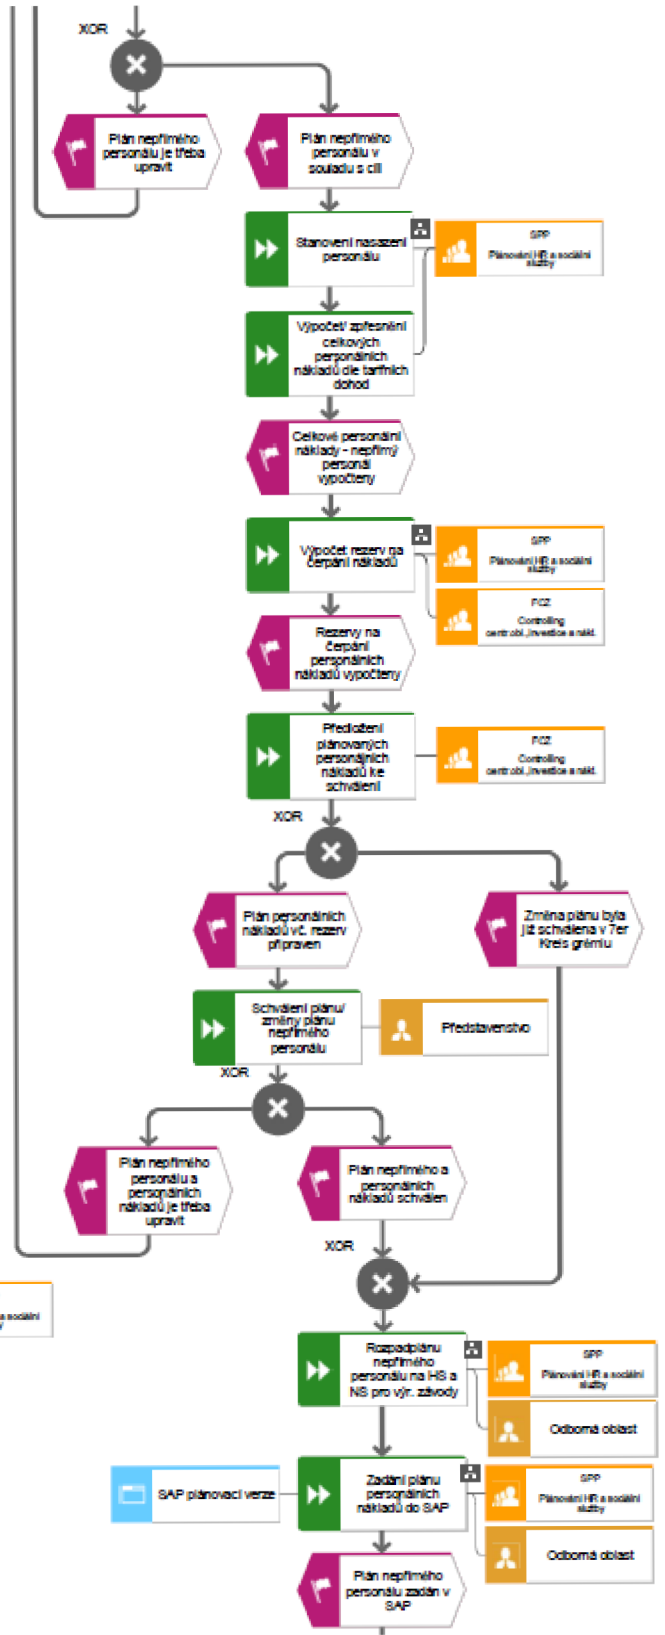 XOR
Plán nepřímého
personálu je třeba
upravit
Plán nepřímého
personálu v
souladu s cíli
Stanovení nasazení
personálu
SPP
Plánování HR a sociální
služby
Výpočet/ zpřesnění
celkových
personálních
nákladů dle tarifních
dohod
Celkové personální
náklady - nepřímý
personál
vypočteny
Výpočet rezerv na
čerpání nákladů
SPP
Plánování HR a sociální
služby
FCZ
Controlling
centr.obl.,investice a nákl.
Rezervy na
čerpání
personálních
nákladů vypočteny
Předložení
plánovaných
personálních
nákladů ke
schválení
FCZ
Controlling
centr.obl.,investice a nákl.
XOR
Plán personálních
nákladů vč. rezerv
připraven
Změna plánu byla
již schválena v 7er
Kreis grémiu
Schválení plánu/
změny plánu
nepřímého
personálu
Představenstvo
XOR
Plán nepřímého
personálu a
personálních
nákladů je třeba
upravit
Plán nepřímého a
personálních
nákladů schválen
XOR
a sociální
Rozpadplánu
nepřímého
personálu na HS a
NS pro výr. závody
SPP
Plánování HR a sociální
služby
Odborná oblast
SAP plánovací verze
Zadání plánu
personálních
nákladů do SAP
SPP
Plánování HR a sociální
služby
Odborná oblast
Plán nepřímého
personálu zadán v
SAP